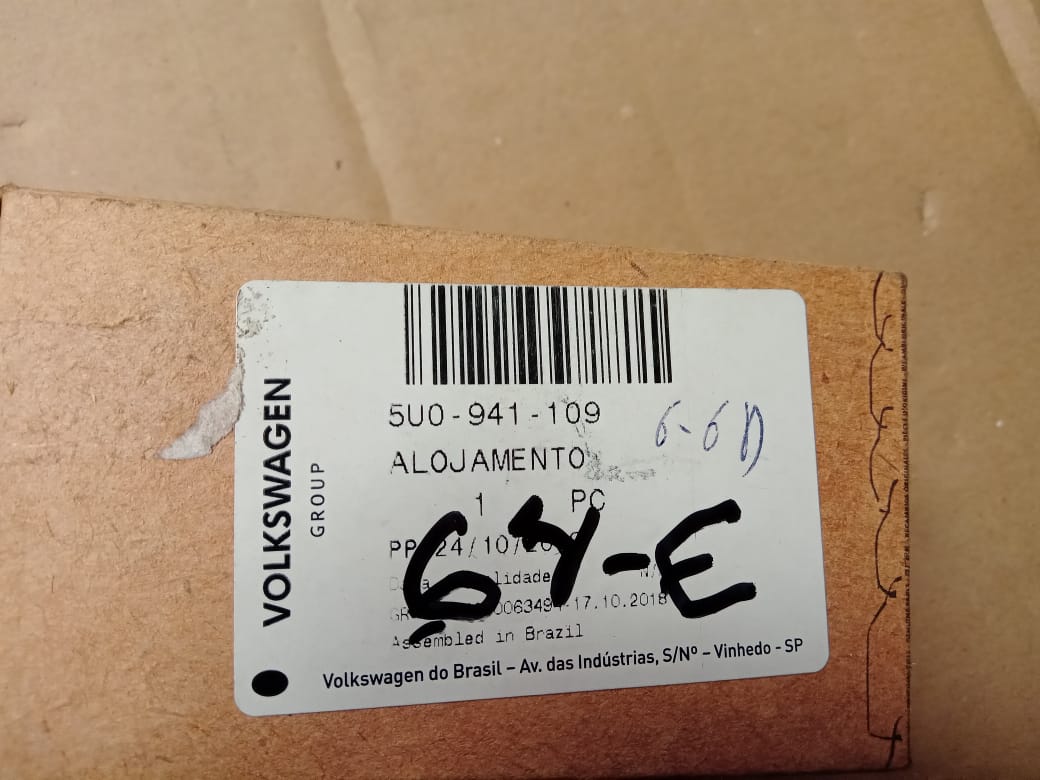 VOLKSWAGEN
GROUP
5U0-941-109
ALOJAMENTO
1 PC
6-6D
PP 24/10/
64-E
17.10.2018
Assembled in Brazil
Volkswagen do Brasil – Av. das Indústrias, S/Nº – Vinhedo - SP